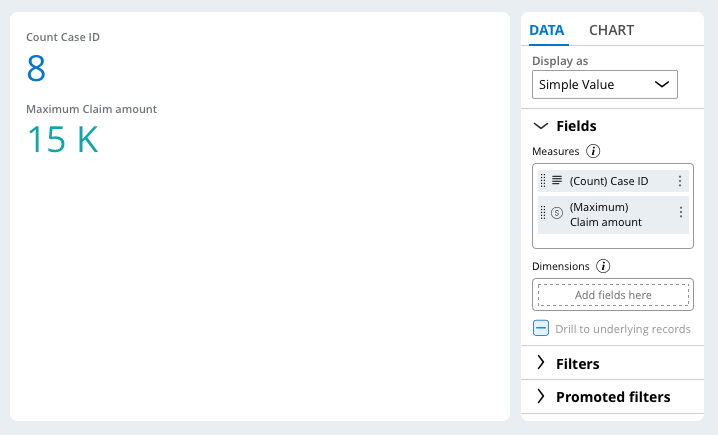 Count Case ID
8
Maximum Claim amount
15 K
DATA CHART
Display as
Simple Value
Fields
Measures i
(Count) Case ID
$ (Maximum)
Claim amount
Dimensions i
Add fields here
Drill to underlying records
Filters
Promoted filters